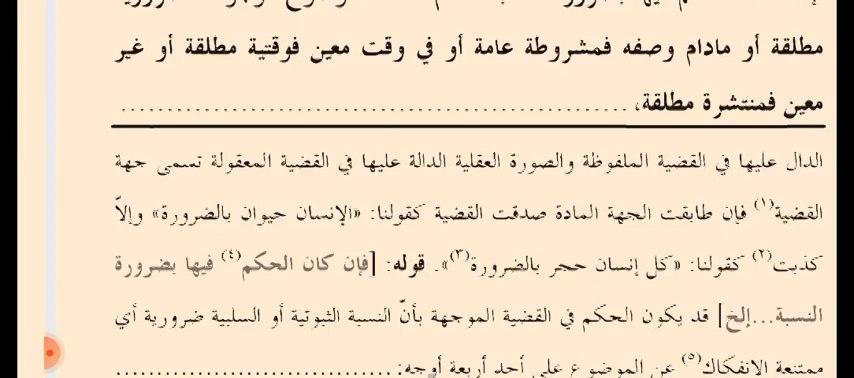 مطلقة أو مادام وصفه فمشروطة عامة أو في وقت معين فوقتية مطلقة أو غير
معين فمنتشرة مطلقة، ................................................
الدال عليها في القضية الملفوظة والصورة العقلية الدالة عليها في القضية المعقولة تسمى جهة
القضية(١) فإن طابقت الجهة المادة صدقت القضية كقولنا: «الإنسان حيوان بالضرورة» وإلاّ
كذبت(٢) كقولنا: «كل إنسان حجر بالضرورة(٣)». قوله: [فإن كان الحكم(٤) فيها بضرورة
النسبة...إلخ] قد يكون الحكم في القضية الموجهة بأنّ النسبة الثبوتية أو السلبية ضرورية أي
ممتنعة الانفكاك(٥) عن الموضوع على أحد أربعة أوجه: ..................................